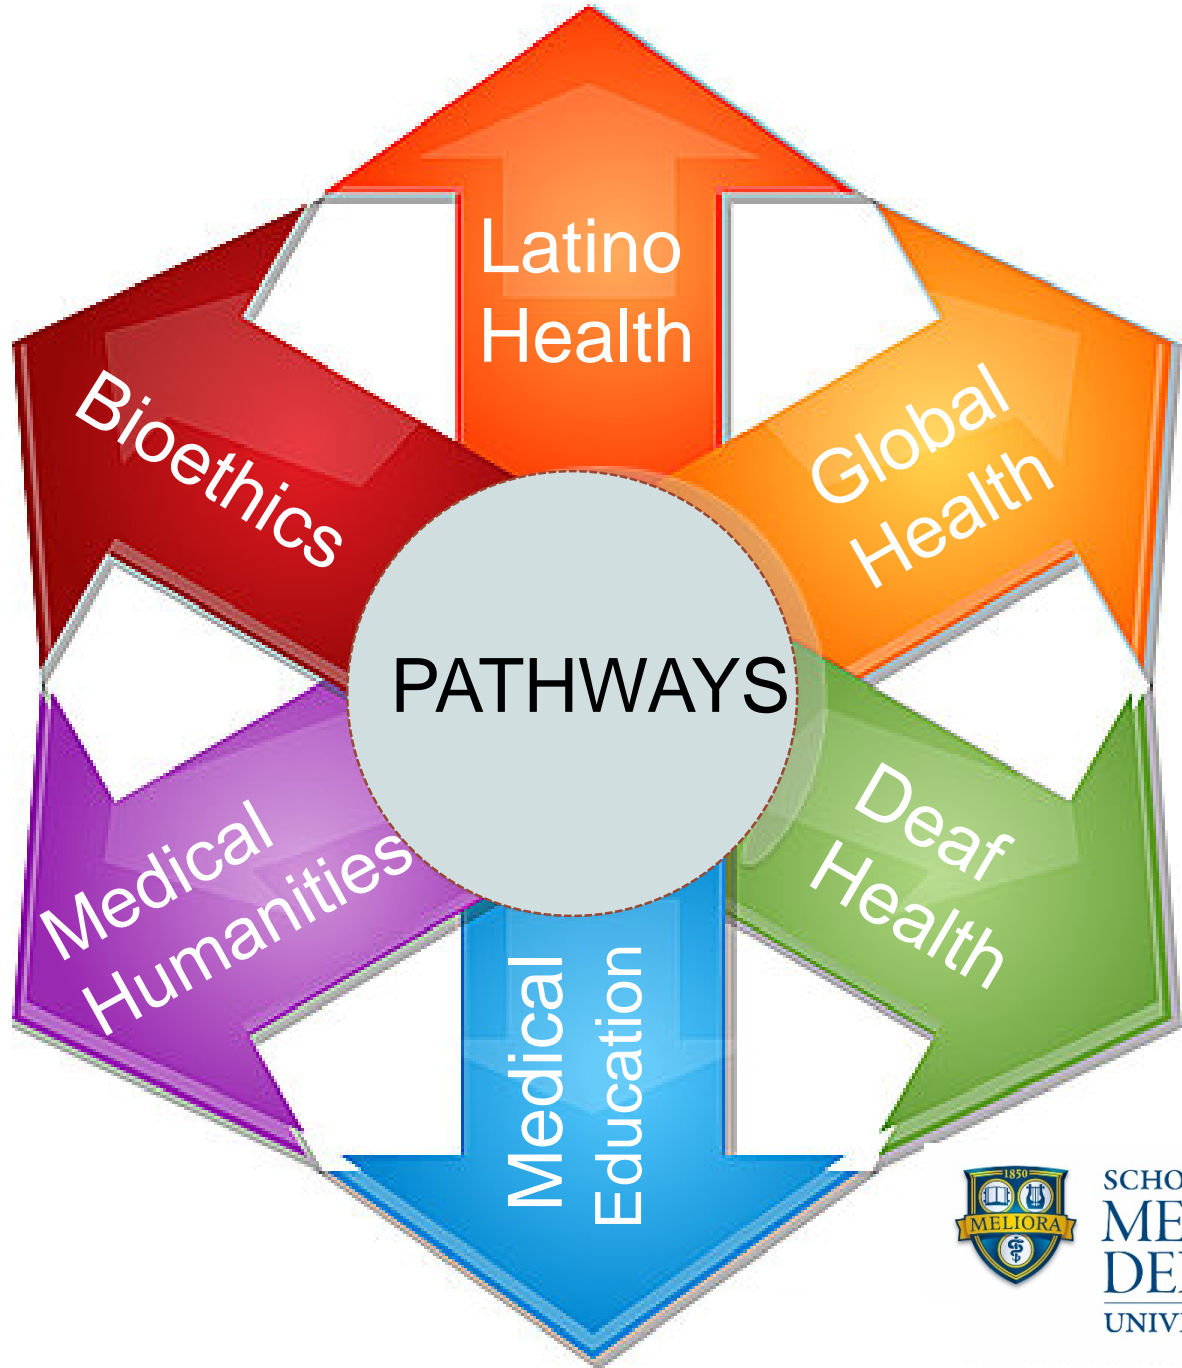 Latino
Health
Global
Health
Bioethics
PATHWAYS
Deaf
Health
Medical
Humanities
Medical
Education
1850
MELIORA